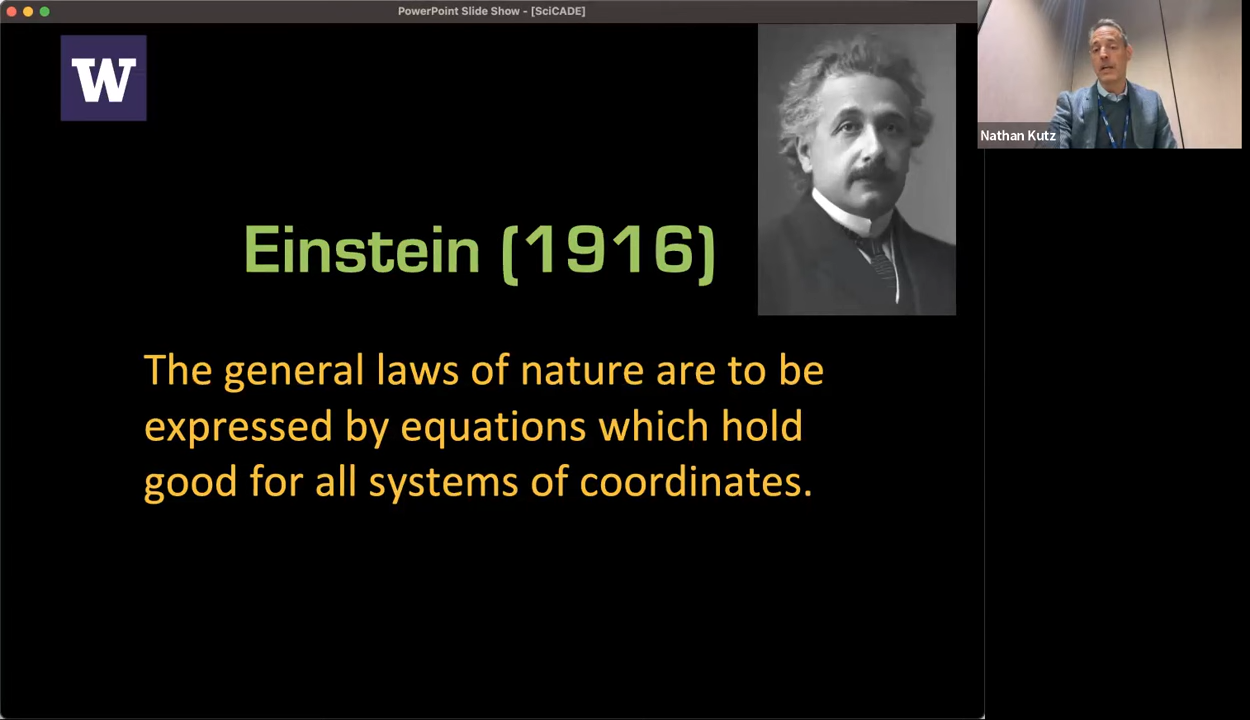 PowerPoint Slide Show - [SciCADE]
W
Nathan Kutz
Einstein (1916)
The general laws of nature are to be
expressed by equations which hold
good for all systems of coordinates.